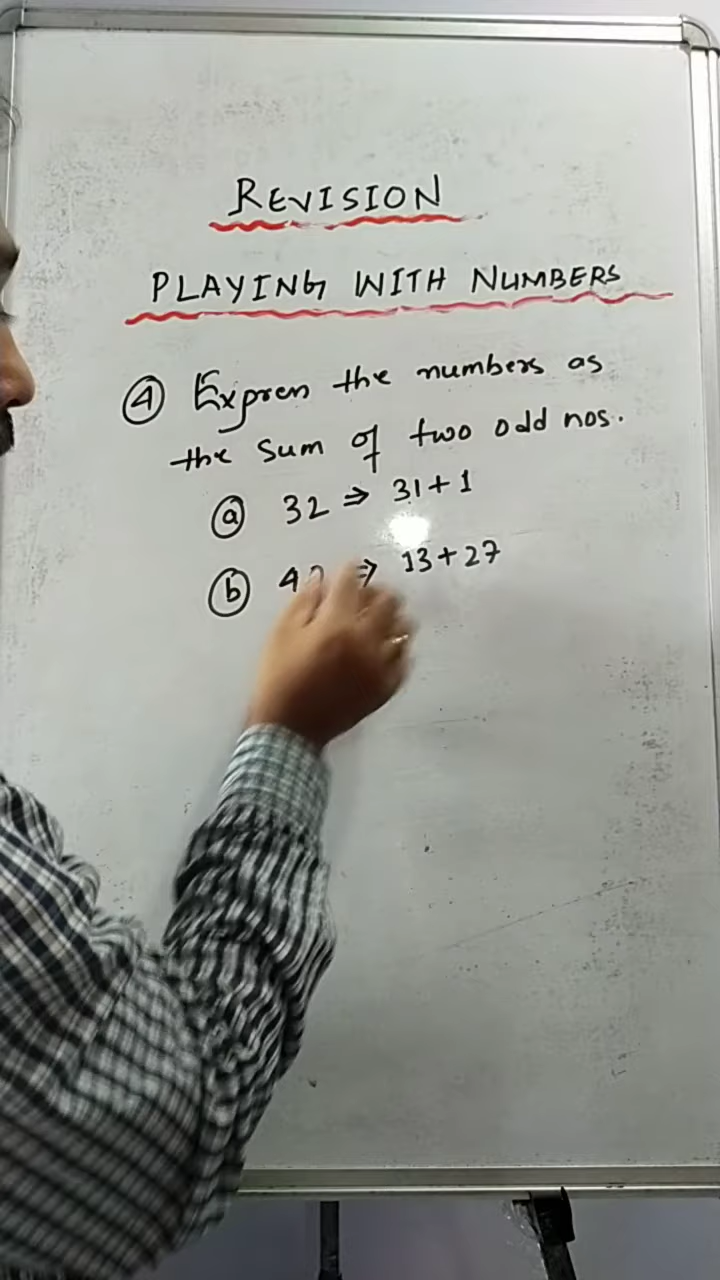 REVISION
PLAYING WITH NUMBERS
④ Express the numbers as
the sum of two odd nos.
ⓐ 32 ⇒ 31 + 1
ⓑ ⇒ 13 + 27